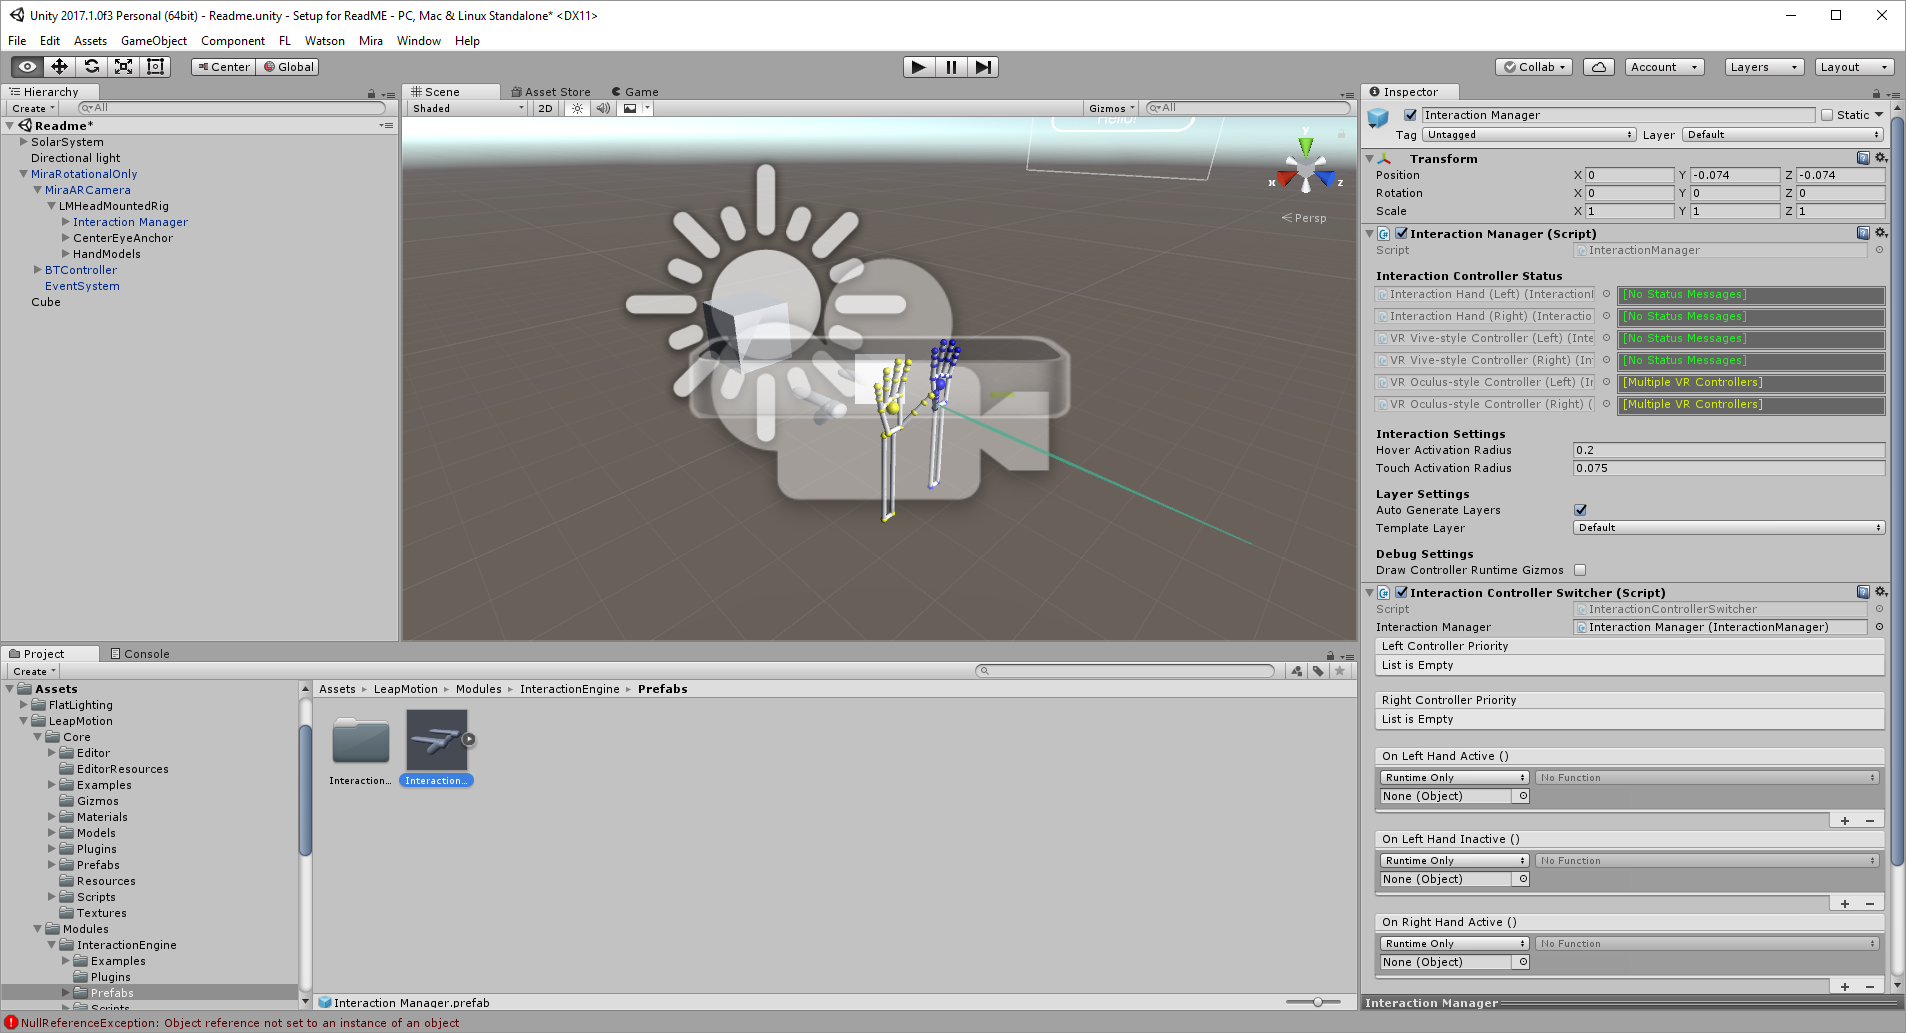 Unity 2017.1.0f3 Personal (64bit) - Readme.unity - Setup for ReadME - PC, Mac & Linux Standalone* <DX11>
File Edit Assets GameObject Component FL Watson Mira Window Help
Center Global Collab Account Layers Layout
Hierarchy
Create All
Readme*
SolarSystem
Directional light
MiraRotationalOnly
MiraARCamera
LMHeadMountedRig
Interaction Manager
CenterEyeAnchor
HandModels
BTController
EventSystem
Cube
Scene Asset Store Game
Shaded 2D Gizmos All
Hello!
y
x z
Persp
Inspector
Interaction Manager Static
Tag Untagged Layer Default
Transform
Position X 0 Y -0.074 Z -0.074
Rotation X 0 Y 0 Z 0
Scale X 1 Y 1 Z 1
Interaction Manager (Script)
Script InteractionManager
Interaction Controller Status
Interaction Hand (Left) (InteractionI [No Status Messages]
Interaction Hand (Right) (Interactio [No Status Messages]
VR Vive-style Controller (Left) (Inte [No Status Messages]
VR Vive-style Controller (Right) (In [No Status Messages]
VR Oculus-style Controller (Left) (Ir [Multiple VR Controllers]
VR Oculus-style Controller (Right) ( [Multiple VR Controllers]
Interaction Settings
Hover Activation Radius 0.2
Touch Activation Radius 0.075
Layer Settings
Auto Generate Layers
Template Layer Default
Debug Settings
Draw Controller Runtime Gizmos
Interaction Controller Switcher (Script)
Script InteractionControllerSwitcher
Interaction Manager Interaction Manager (InteractionManager)
Left Controller Priority
List is Empty
Right Controller Priority
List is Empty
On Left Hand Active ()
Runtime Only No Function
None (Object)
+ −
On Left Hand Inactive ()
Runtime Only No Function
None (Object)
+ −
On Right Hand Active ()
Runtime Only No Function
None (Object)
+ −
Interaction Manager
Project Console
Create
Assets
FlatLighting
LeapMotion
Core
Editor
EditorResources
Examples
Gizmos
Materials
Models
Plugins
Prefabs
Resources
Scripts
Textures
Modules
InteractionEngine
Examples
Plugins
Prefabs
Scripts
Assets LeapMotion Modules InteractionEngine Prefabs
Interaction... Interaction...
Interaction Manager.prefab
NullReferenceException: Object reference not set to an instance of an object